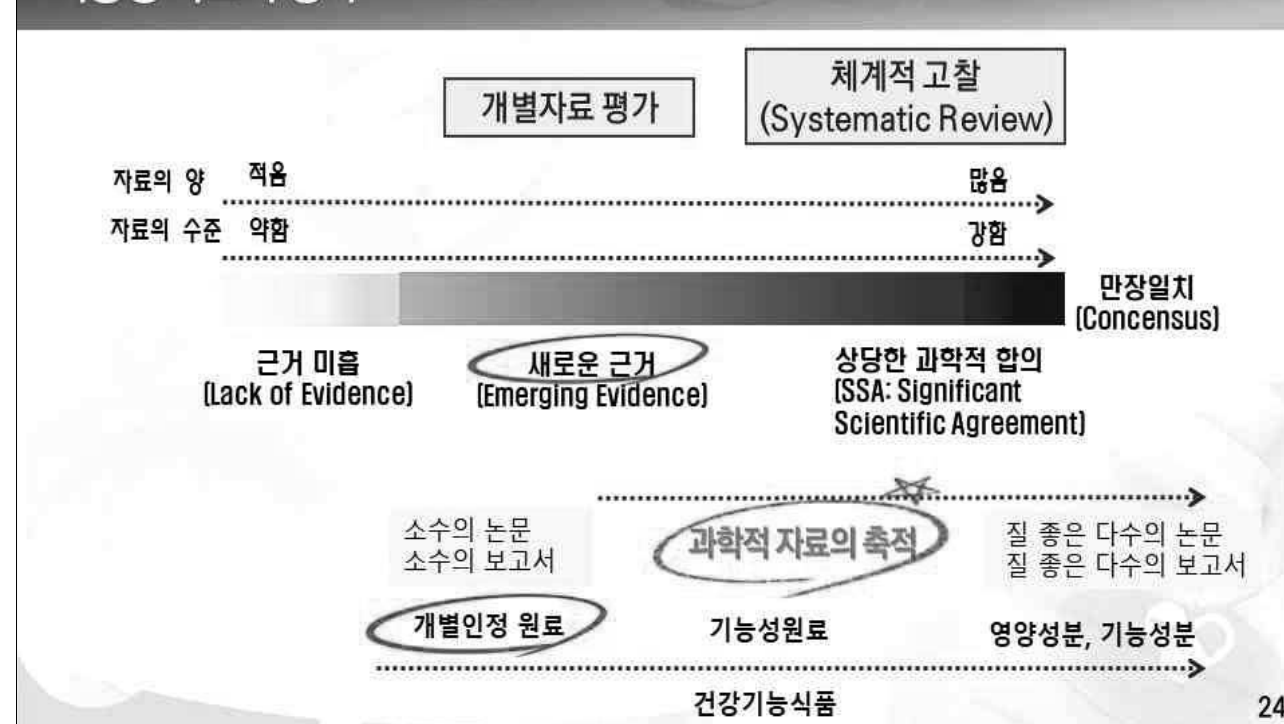 개별자료 평가
체계적 고찰
(Systematic Review)
자료의 양 적음 많음
자료의 수준 약함 강함
만장일치
(Concensus)
근거 미흡
(Lack of Evidence)
새로운 근거
(Emerging Evidence)
상당한 과학적 합의
(SSA: Significant
Scientific Agreement)
소수의 논문
소수의 보고서
과학적 자료의 축적
질 좋은 다수의 논문
질 좋은 다수의 보고서
개별인정 원료
기능성원료
영양성분, 기능성분
건강기능식품
24